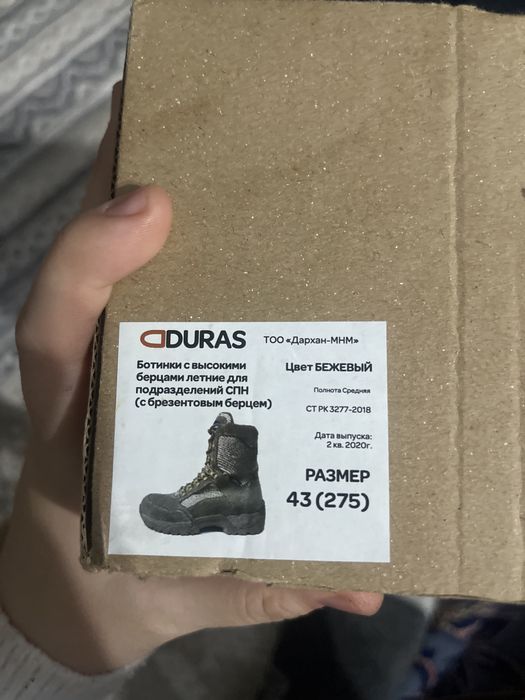 DURAS
ТОО «Дархан-МНМ»
Ботинки с высокими
берцами летние для
подразделений СПН
(с брезентовым берцем)
Цвет БЕЖЕВЫЙ
Полнота Средняя
СТ РК 3277-2018
Дата выпуска:
2 кв. 2020г.
РАЗМЕР
43 (275)